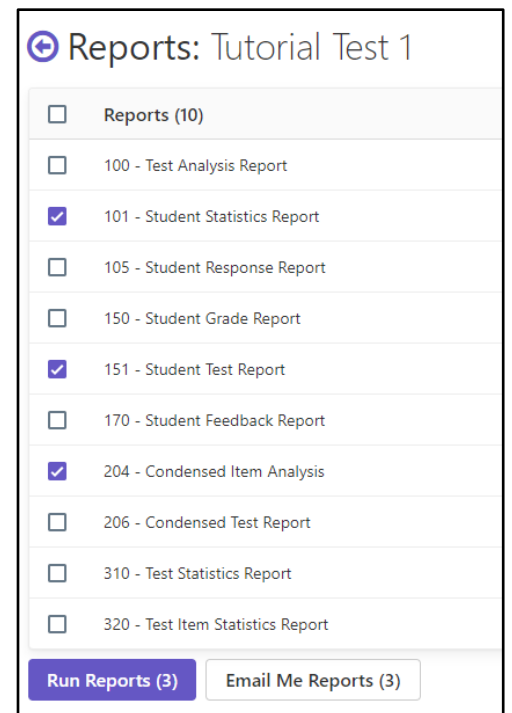 Reports: Tutorial Test 1
Reports (10)
100 - Test Analysis Report
101 - Student Statistics Report
105 - Student Response Report
150 - Student Grade Report
151 - Student Test Report
170 - Student Feedback Report
204 - Condensed Item Analysis
206 - Condensed Test Report
310 - Test Statistics Report
320 - Test Item Statistics Report
Run Reports (3) Email Me Reports (3)